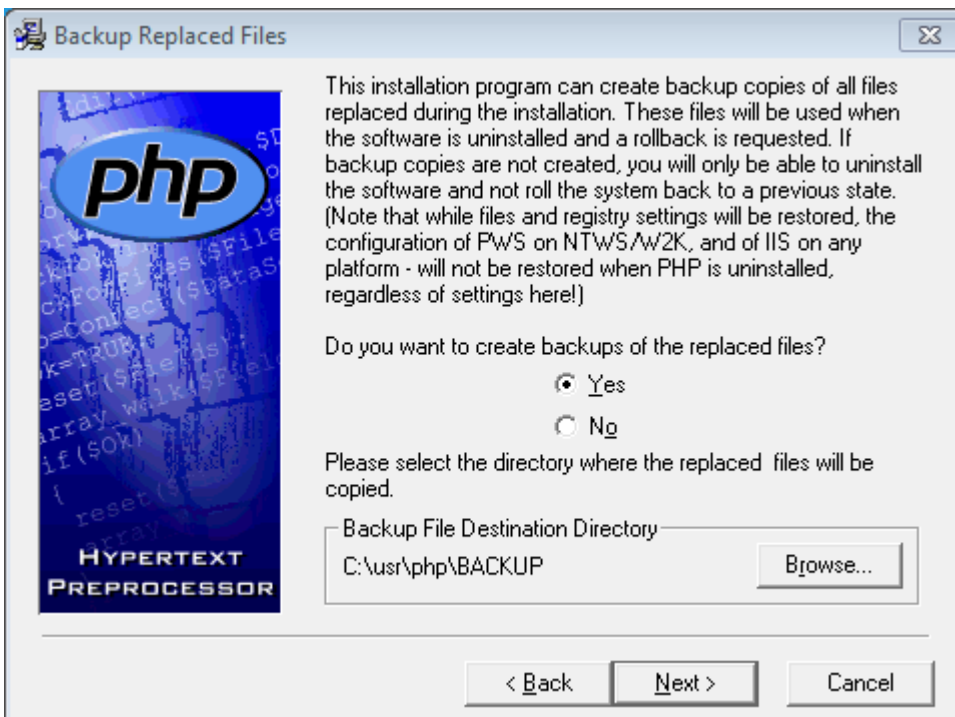 Backup Replaced Files
This installation program can create backup copies of all files
replaced during the installation. These files will be used when
the software is uninstalled and a rollback is requested. If
backup copies are not created, you will only be able to uninstall
the software and not roll the system back to a previous state.
(Note that while files and registry settings will be restored, the
configuration of PWS on NTWS/W2K, and of IIS on any
platform - will not be restored when PHP is uninstalled,
regardless of settings here!)
Do you want to create backups of the replaced files?
Yes
No
Please select the directory where the replaced  files will be
copied.
Backup File Destination Directory
C:\usr\php\BACKUP
Browse...
< Back
Next >
Cancel
php
k=TRUE;
if ($Ok)
{
reset
HYPERTEXT
PREPROCESSOR